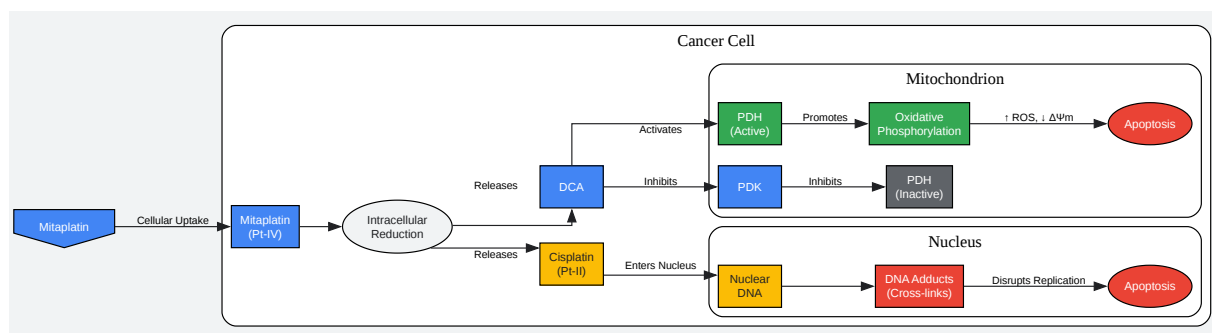 Cancer Cell
Mitochondrion
PDH
(Active)
Promotes
Oxidative
Phosphorylation
↑ ROS, ↓ ΔΨm
Apoptosis
Activates
Releases
DCA
Inhibits
PDK
Inhibits
PDH
(Inactive)
Mitaplatin
Cellular Uptake
Mitaplatin
(Pt-IV)
Intracellular
Reduction
Releases
Cisplatin
(Pt-II)
Enters Nucleus
Nucleus
Nuclear
DNA
DNA Adducts
(Cross-links)
Disrupts Replication
Apoptosis